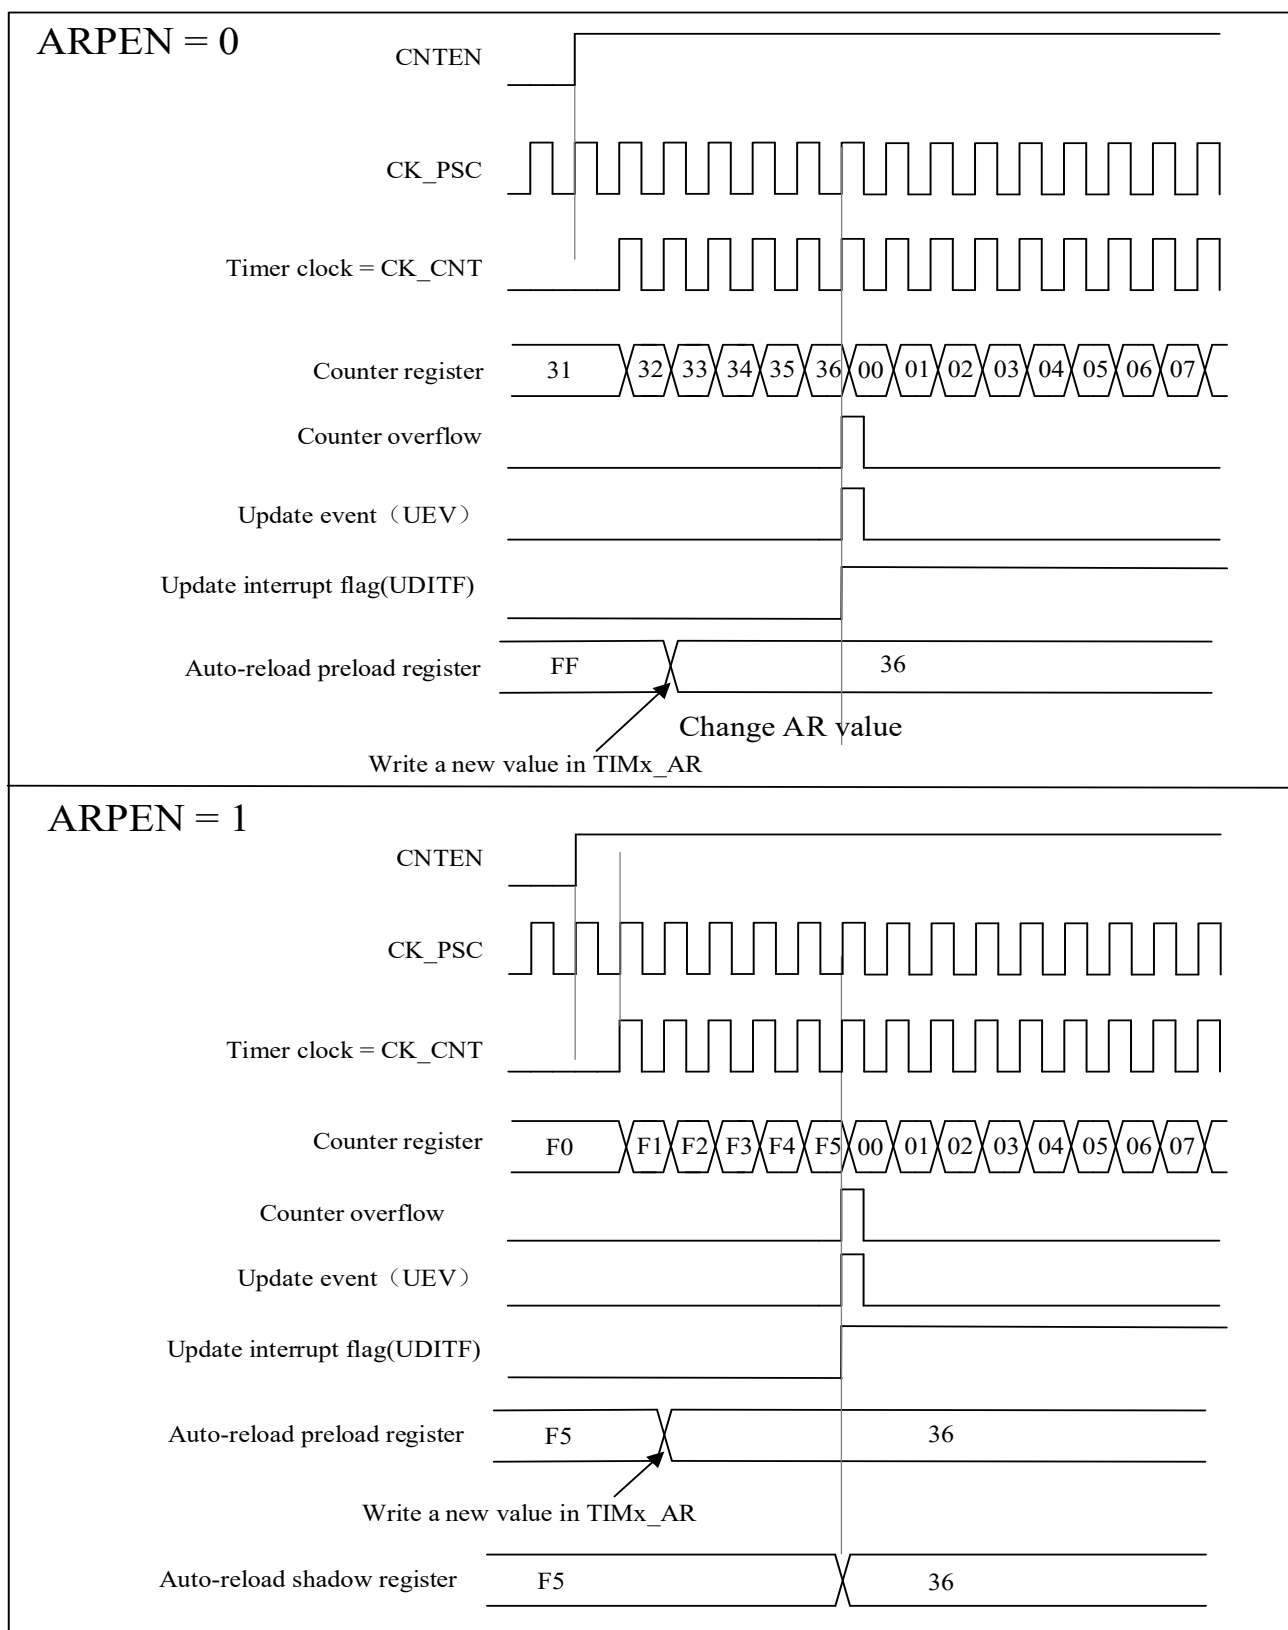 ARPEN = 0
CNTEN
CK_PSC
Timer clock = CK_CNT
Counter register 31 32 33 34 35 36 00 01 02 03 04 05 06 07
Counter overflow
Update event（UEV）
Update interrupt flag(UDITF)
Auto-reload preload register FF 36
Change AR value
Write a new value in TIMx_AR
ARPEN = 1
CNTEN
CK_PSC
Timer clock = CK_CNT
Counter register F0 F1 F2 F3 F4 F5 00 01 02 03 04 05 06 07
Counter overflow
Update event（UEV）
Update interrupt flag(UDITF)
Auto-reload preload register F5 36
Write a new value in TIMx_AR
Auto-reload shadow register F5 36